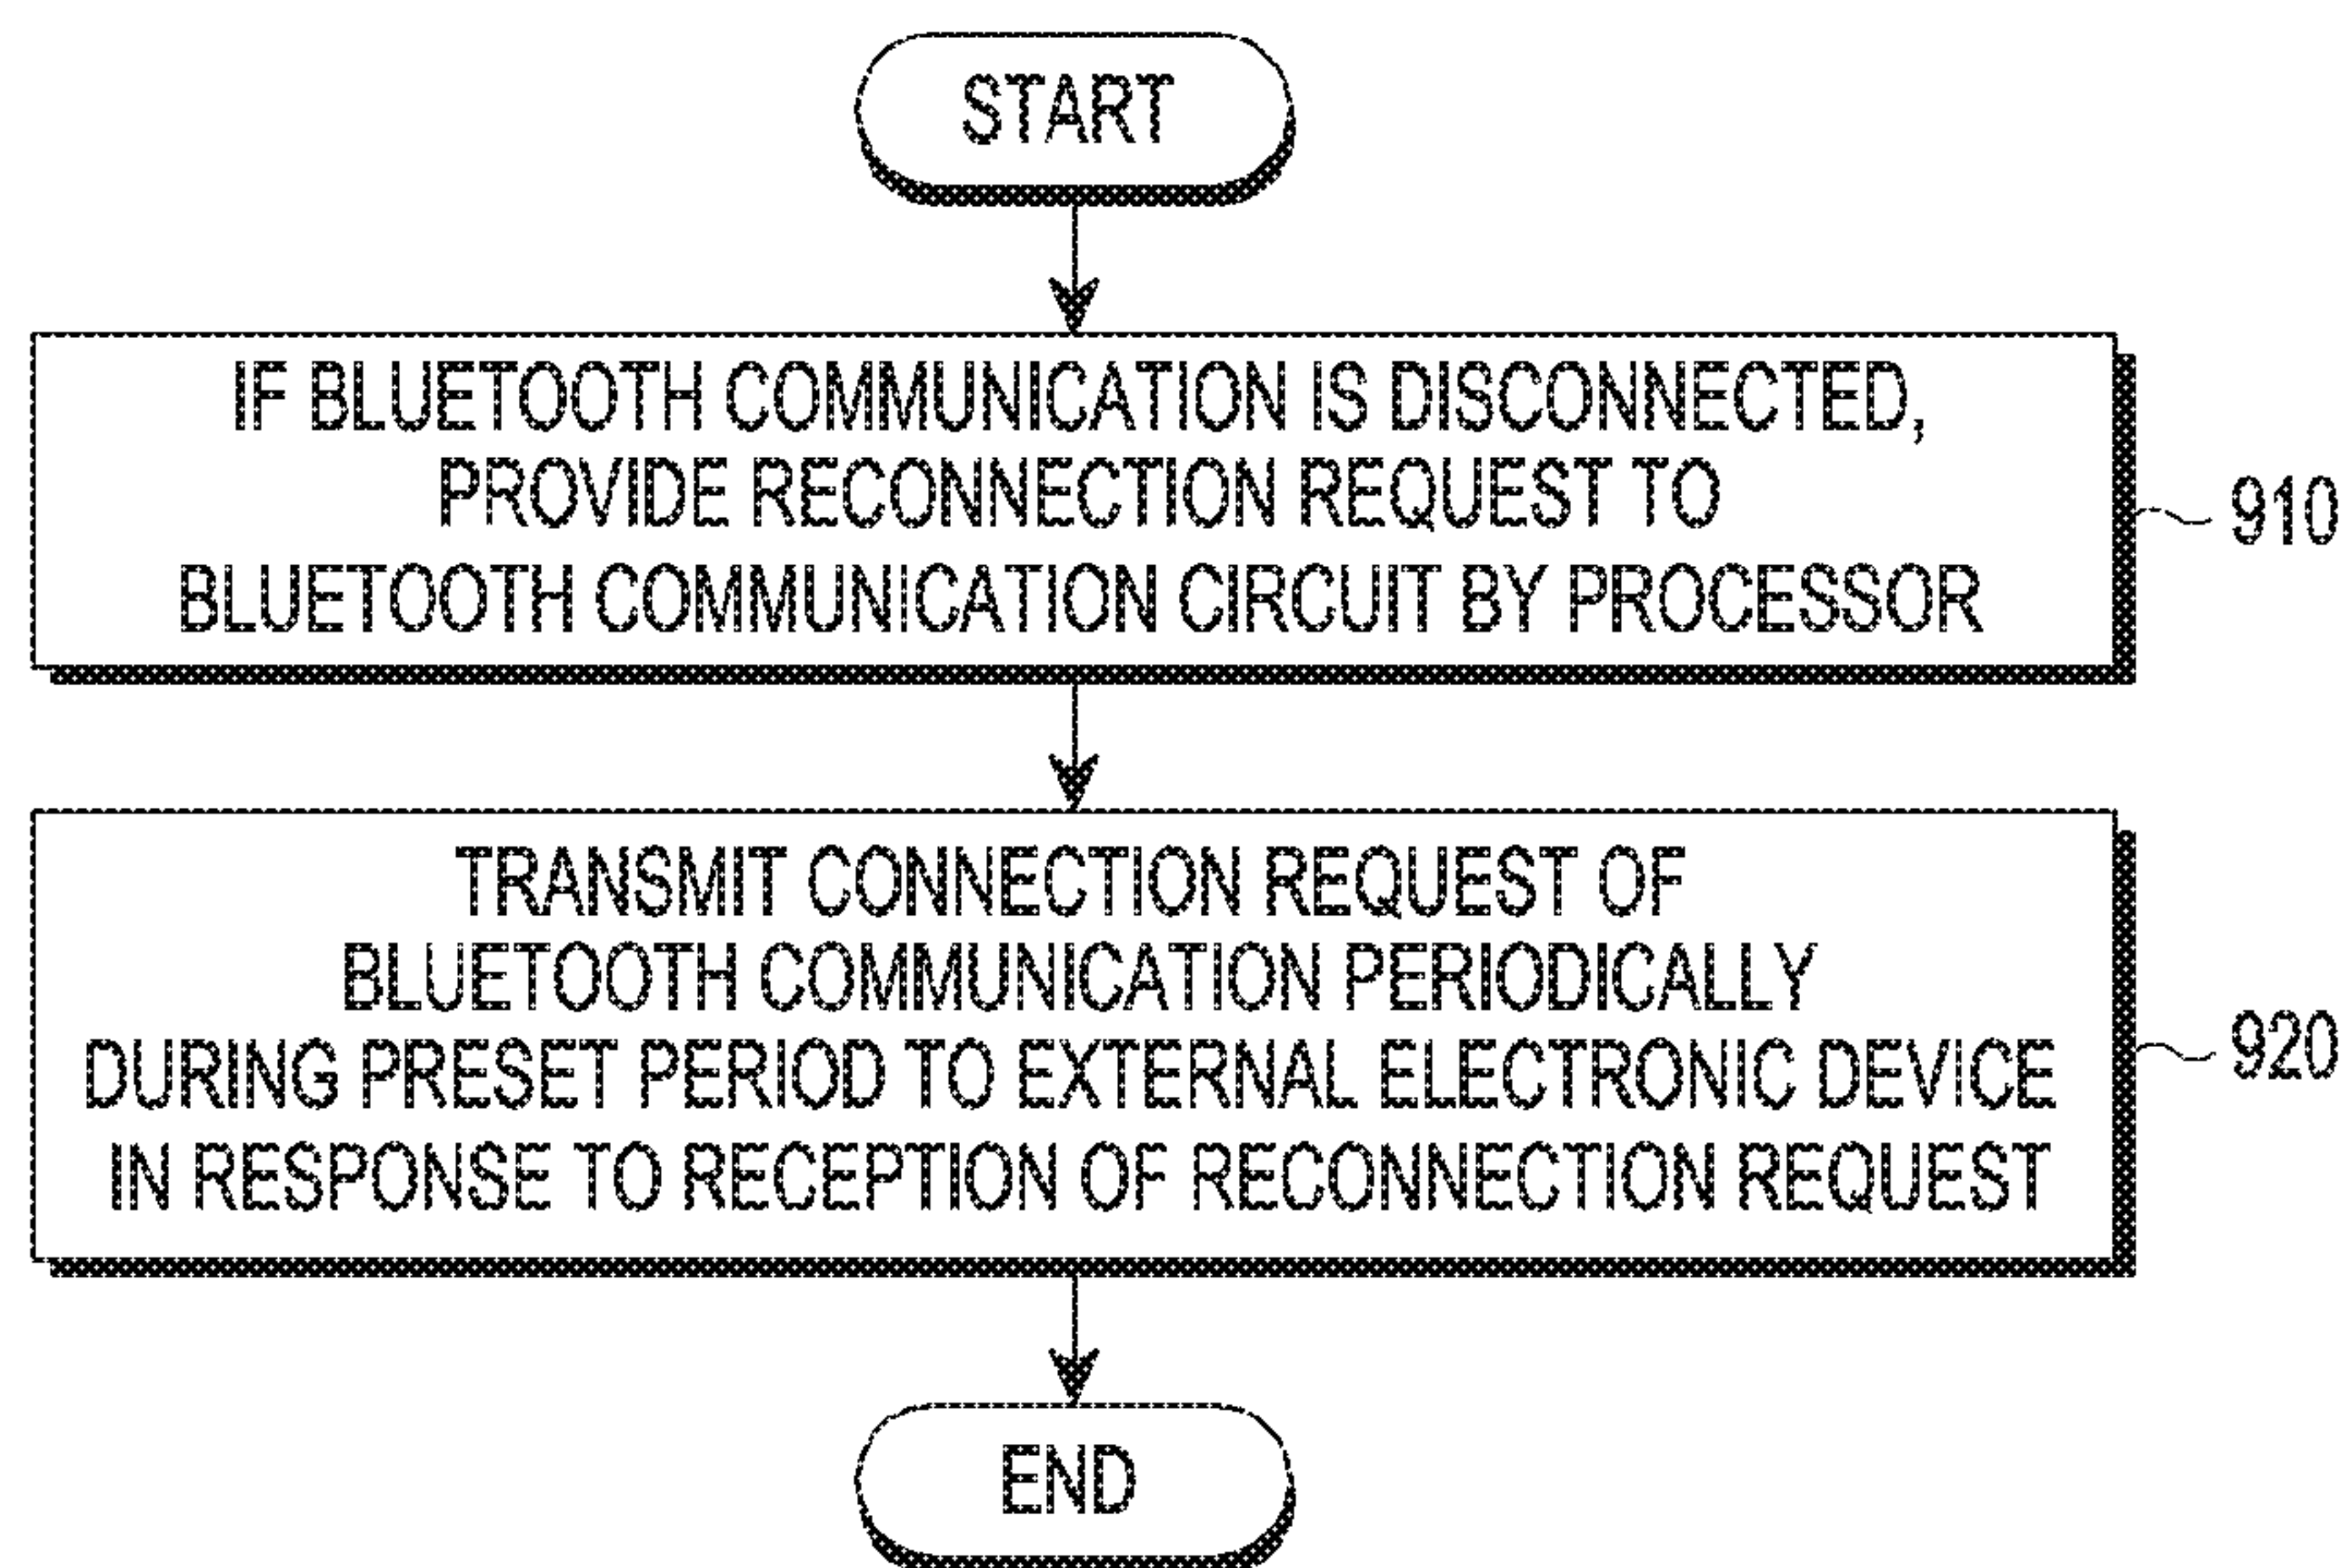 START
IF BLUETOOTH COMMUNICATION IS DISCONNECTED,
PROVIDE RECONNECTION REQUEST TO
BLUETOOTH COMMUNICATION CIRCUIT BY PROCESSOR
910
TRANSMIT CONNECTION REQUEST OF
BLUETOOTH COMMUNICATION PERIODICALLY
DURING PRESET PERIOD TO EXTERNAL ELECTRONIC DEVICE
IN RESPONSE TO RECEPTION OF RECONNECTION REQUEST
920
END